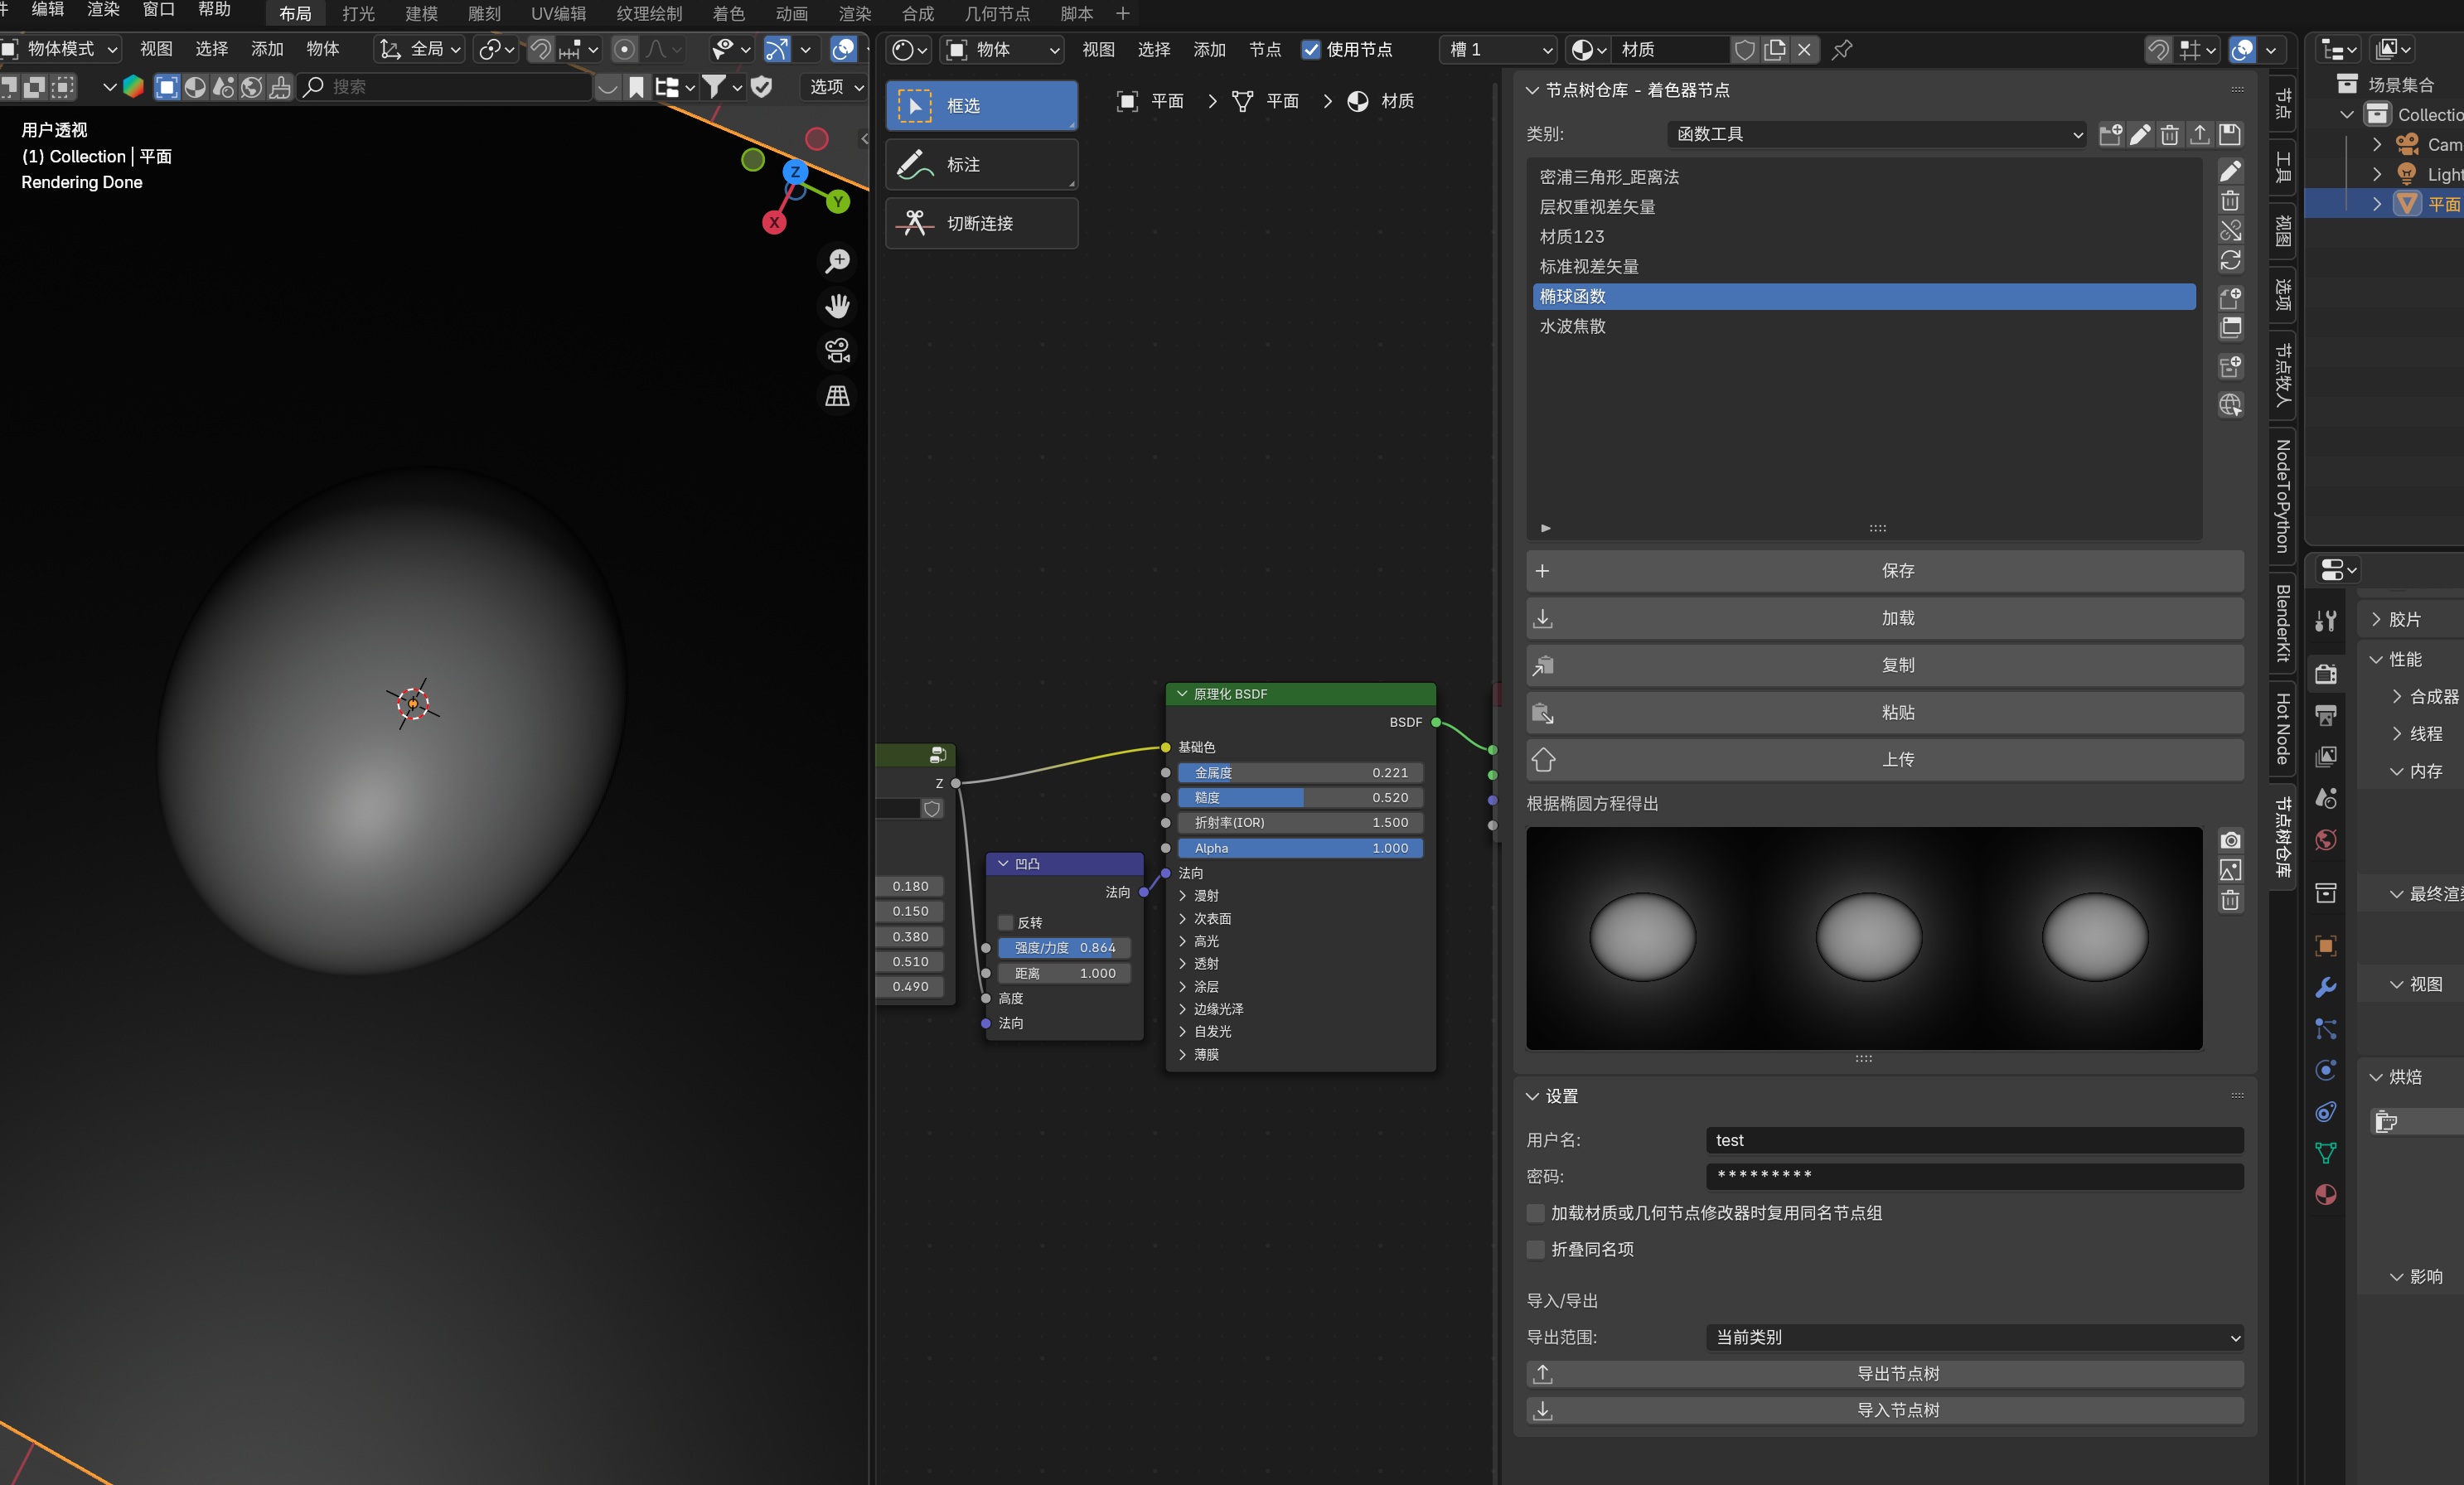 编辑 渲染 窗口 帮助 布局 打光 建模 雕刻 UV编辑 纹理绘制 着色 动画 渲染 合成 几何节点 脚本 +
物体模式 视图 选择 添加 物体 全局
搜索 选项
用户透视
(1) Collection | 平面
Rendering Done
Z
Y
X
物体 视图 选择 添加 节点 使用节点 槽 1 材质
框选
标注
切断连接
平面 > 平面 > 材质
Z
0.180
0.150
0.380
0.510
0.490
凹凸
法向
反转
强度/力度 0.864
距离 1.000
高度
法向
原理化 BSDF
BSDF
基础色
金属度 0.221
糙度 0.520
折射率(IOR) 1.500
Alpha 1.000
法向
漫射
次表面
高光
透射
涂层
边缘光泽
自发光
薄膜
节点树仓库 - 着色器节点
类别: 函数工具
密浦三角形_距离法
层权重视差矢量
材质123
标准视差矢量
椭球函数
水波焦散
保存
加载
复制
粘贴
上传
根据椭圆方程得出
设置
用户名: test
密码: *********
加载材质或几何节点修改器时复用同名节点组
折叠同名项
导入/导出
导出范围: 当前类别
导出节点树
导入节点树
节点
工具
视图
选项
节点牧人
NodeToPython
BlenderKit
Hot Node
节点树仓库
场景集合
Collectio
Cam
Light
平面
胶片
性能
合成器
线程
内存
最终渲
视图
烘焙
影响